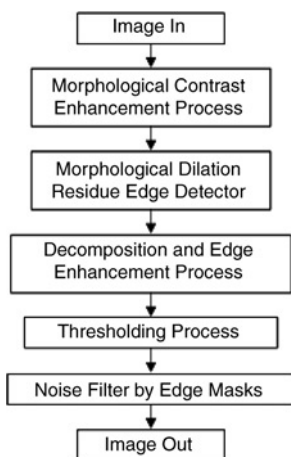 Image In
Morphological Contrast
Enhancement Process
Morphological Dilation
Residue Edge Detector
Decomposition and Edge
Enhancement Process
Thresholding Process
Noise Filter by Edge Masks
Image Out